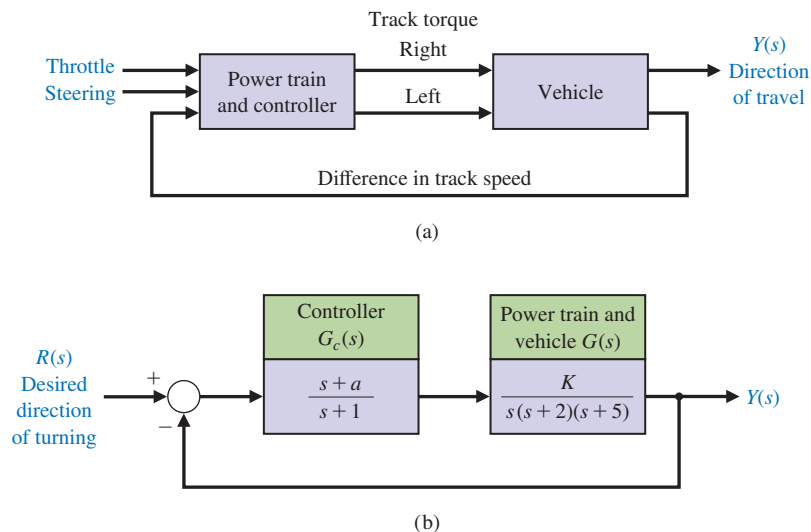 Track torque
Throttle
Steering
Power train
and controller
Right
Left
Vehicle
Y(s)
Direction
of travel
Difference in track speed
(a)
R(s)
Desired
direction
of turning
+
−
Controller
Gc(s)
s + a
s + 1
Power train and
vehicle G(s)
K
s(s + 2)(s + 5)
Y(s)
(b)